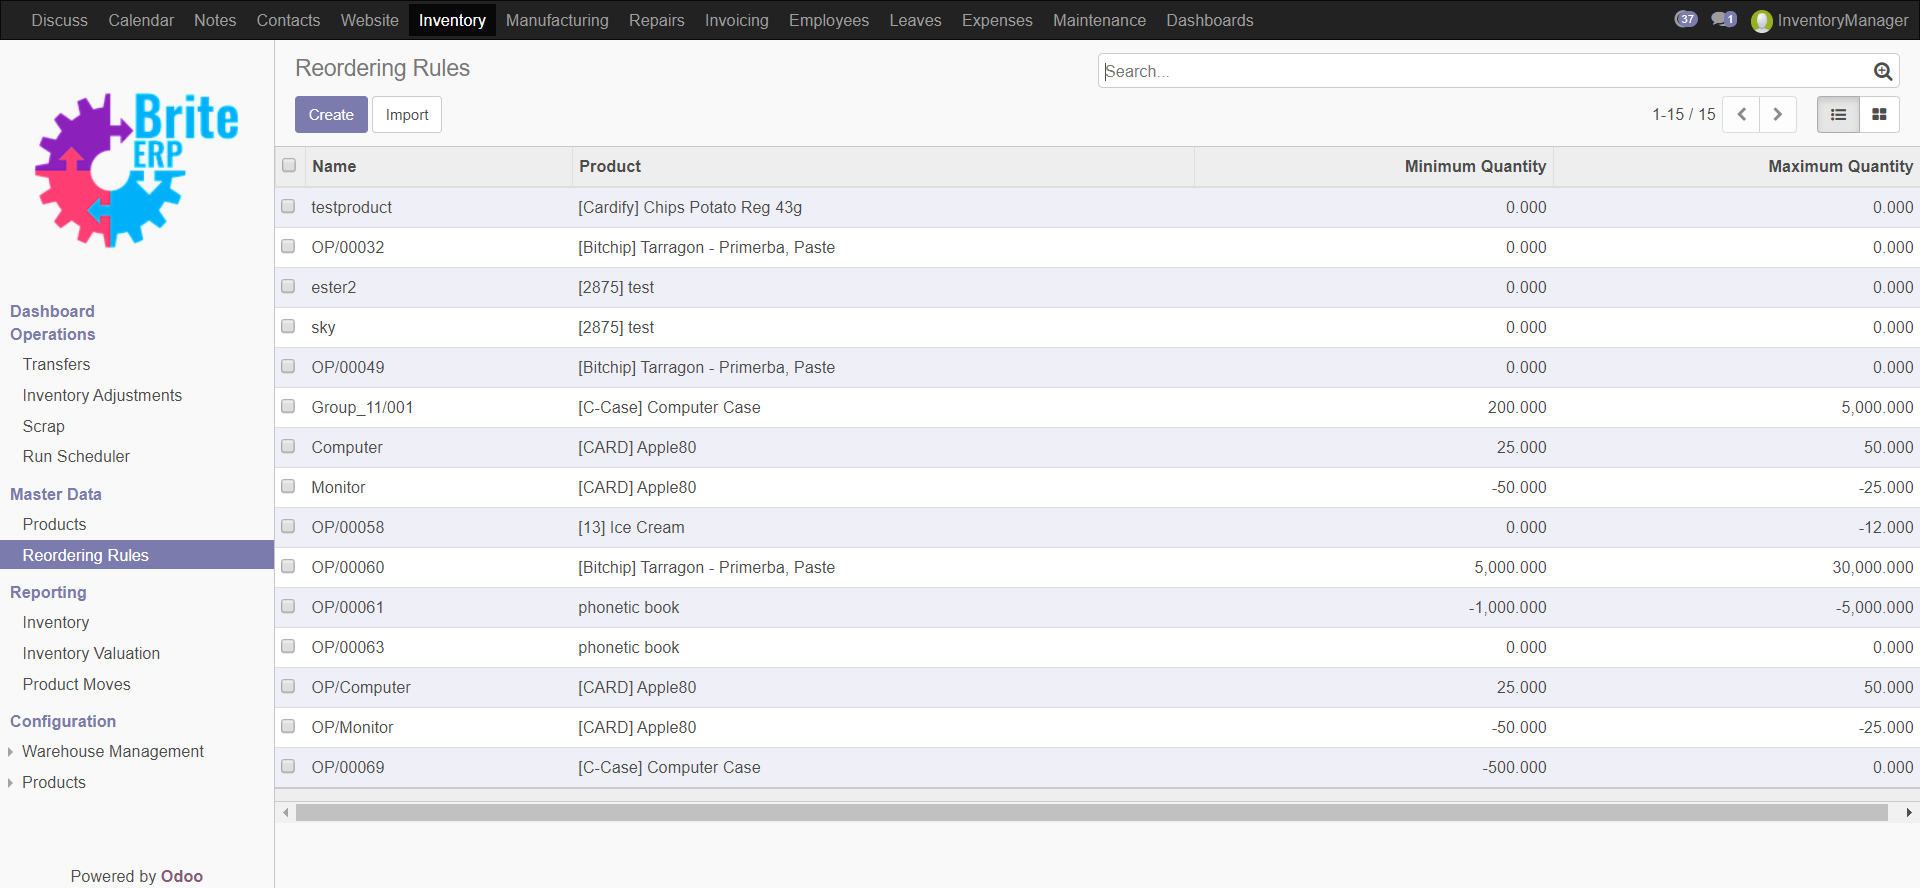 Discuss Calendar Notes Contacts Website Inventory Manufacturing Repairs Invoicing Employees Leaves Expenses Maintenance Dashboards 37 1 InventoryManager
Brite
ERP
Dashboard
Operations
Transfers
Inventory Adjustments
Scrap
Run Scheduler
Master Data
Products
Reordering Rules
Reporting
Inventory
Inventory Valuation
Product Moves
Configuration
Warehouse Management
Products
Powered by Odoo
Reordering Rules
Search...
Create Import
1-15 / 15
Name Product Minimum Quantity Maximum Quantity
testproduct [Cardify] Chips Potato Reg 43g 0.000 0.000
OP/00032 [Bitchip] Tarragon - Primerba, Paste 0.000 0.000
ester2 [2875] test 0.000 0.000
sky [2875] test 0.000 0.000
OP/00049 [Bitchip] Tarragon - Primerba, Paste 0.000 0.000
Group_11/001 [C-Case] Computer Case 200.000 5,000.000
Computer [CARD] Apple80 25.000 50.000
Monitor [CARD] Apple80 -50.000 -25.000
OP/00058 [13] Ice Cream 0.000 -12.000
OP/00060 [Bitchip] Tarragon - Primerba, Paste 5,000.000 30,000.000
OP/00061 phonetic book -1,000.000 -5,000.000
OP/00063 phonetic book 0.000 0.000
OP/Computer [CARD] Apple80 25.000 50.000
OP/Monitor [CARD] Apple80 -50.000 -25.000
OP/00069 [C-Case] Computer Case -500.000 0.000